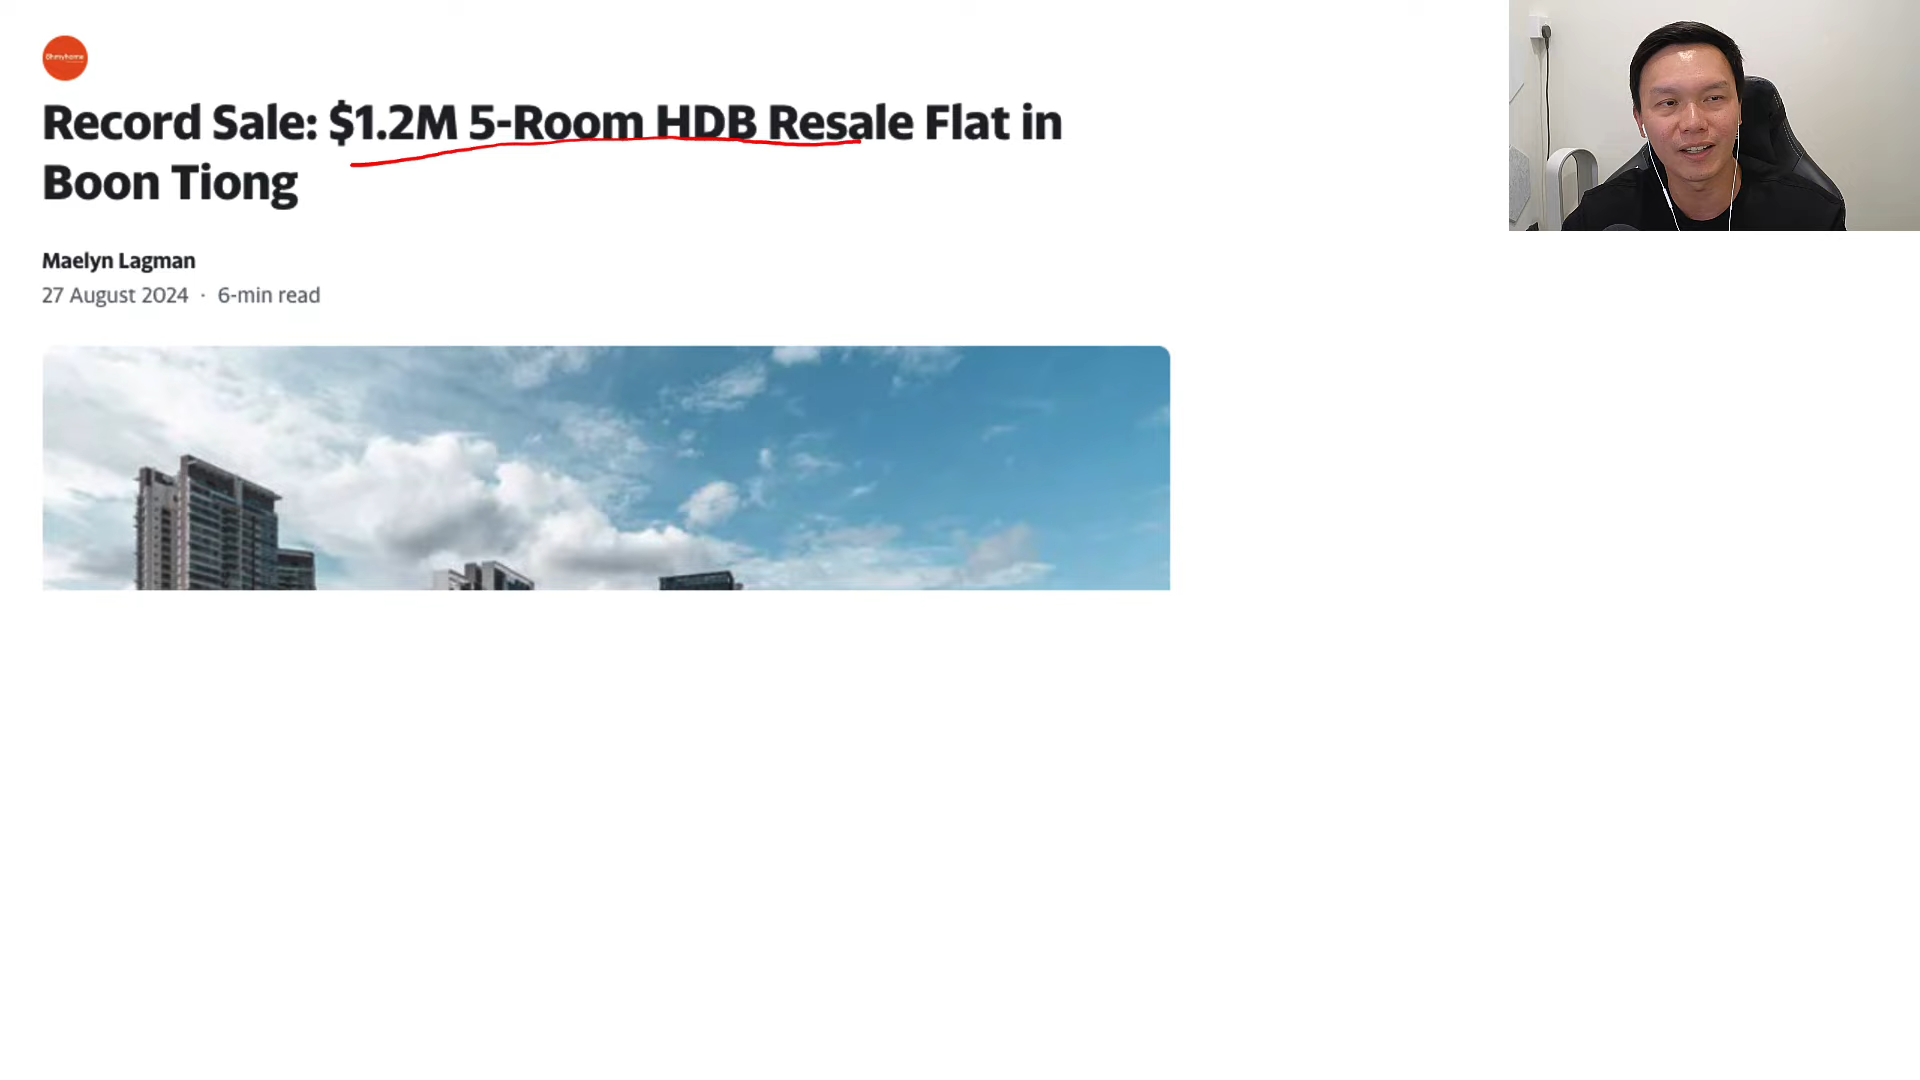 Ohmyhome
Record Sale: $1.2M 5-Room HDB Resale Flat in
Boon Tiong
Maelyn Lagman
27 August 2024 · 6-min read